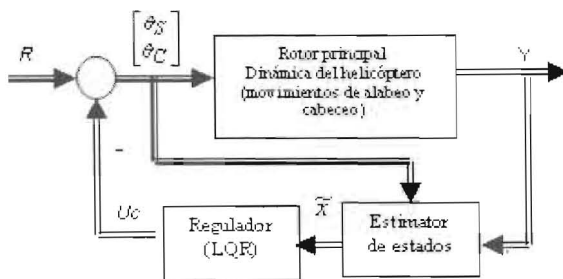 R
θS
θC
Rotor principal
Dinámica del helicóptero
(movimientos de alabeo y
cabeceo)
Y
-
Uc
Regulador
(LQR)
X̃
Estimator
de estados